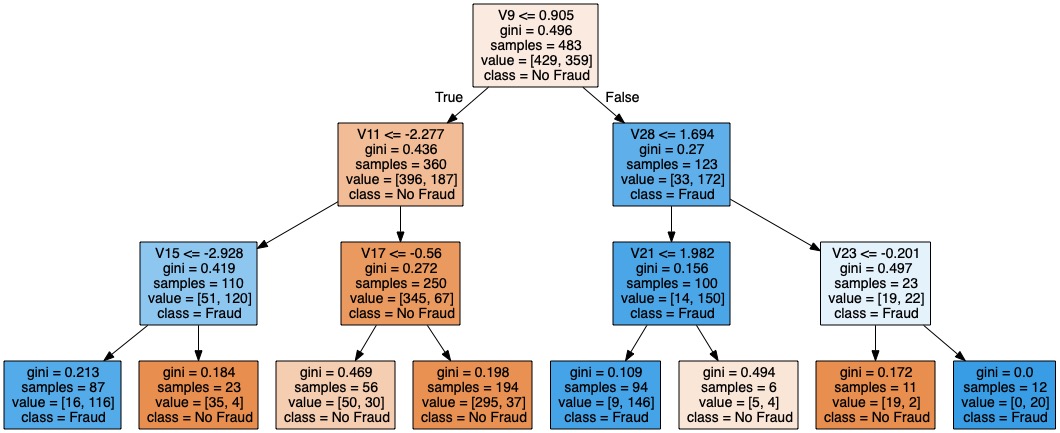 V9 <= 0.905
gini = 0.496
samples = 483
value = [429, 359]
class = No Fraud
True
False
V11 <= -2.277
gini = 0.436
samples = 360
value = [396, 187]
class = No Fraud
V28 <= 1.694
gini = 0.27
samples = 123
value = [33, 172]
class = Fraud
V15 <= -2.928
gini = 0.419
samples = 110
value = [51, 120]
class = Fraud
V17 <= -0.56
gini = 0.272
samples = 250
value = [345, 67]
class = No Fraud
V21 <= 1.982
gini = 0.156
samples = 100
value = [14, 150]
class = Fraud
V23 <= -0.201
gini = 0.497
samples = 23
value = [19, 22]
class = Fraud
gini = 0.213
samples = 87
value = [16, 116]
class = Fraud
gini = 0.184
samples = 23
value = [35, 4]
class = No Fraud
gini = 0.469
samples = 56
value = [50, 30]
class = No Fraud
gini = 0.198
samples = 194
value = [295, 37]
class = No Fraud
gini = 0.109
samples = 94
value = [9, 146]
class = Fraud
gini = 0.494
samples = 6
value = [5, 4]
class = No Fraud
gini = 0.172
samples = 11
value = [19, 2]
class = No Fraud
gini = 0.0
samples = 12
value = [0, 20]
class = Fraud